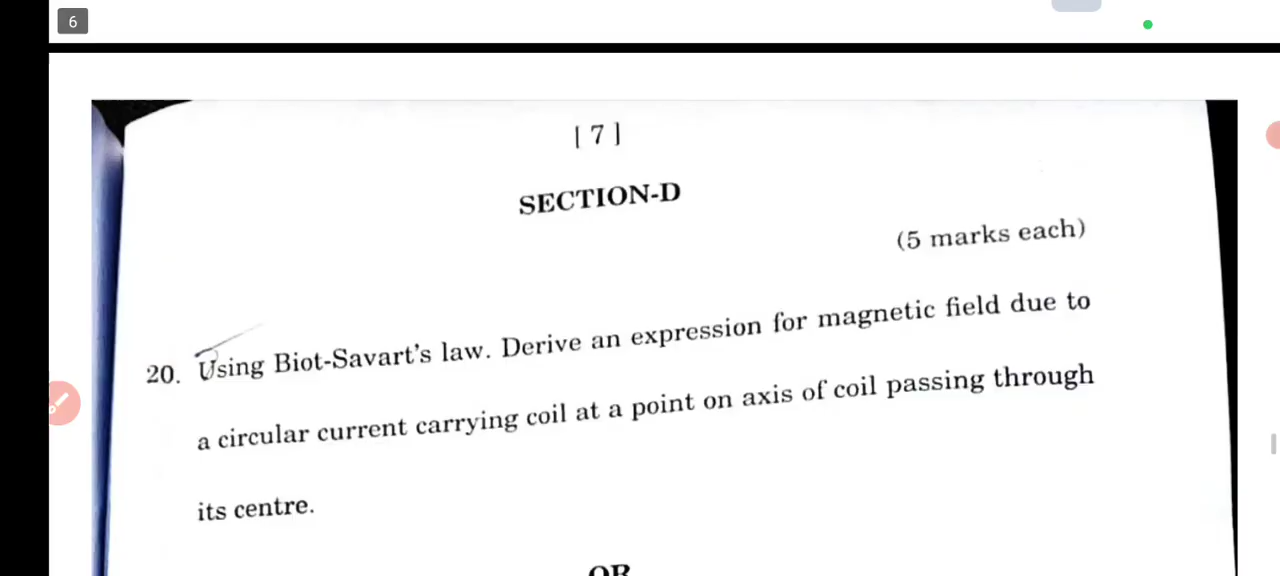 6
[ 7 ]
SECTION-D
(5 marks each)
20. Using Biot-Savart's law. Derive an expression for magnetic field due to
a circular current carrying coil at a point on axis of coil passing through
its centre.
OR